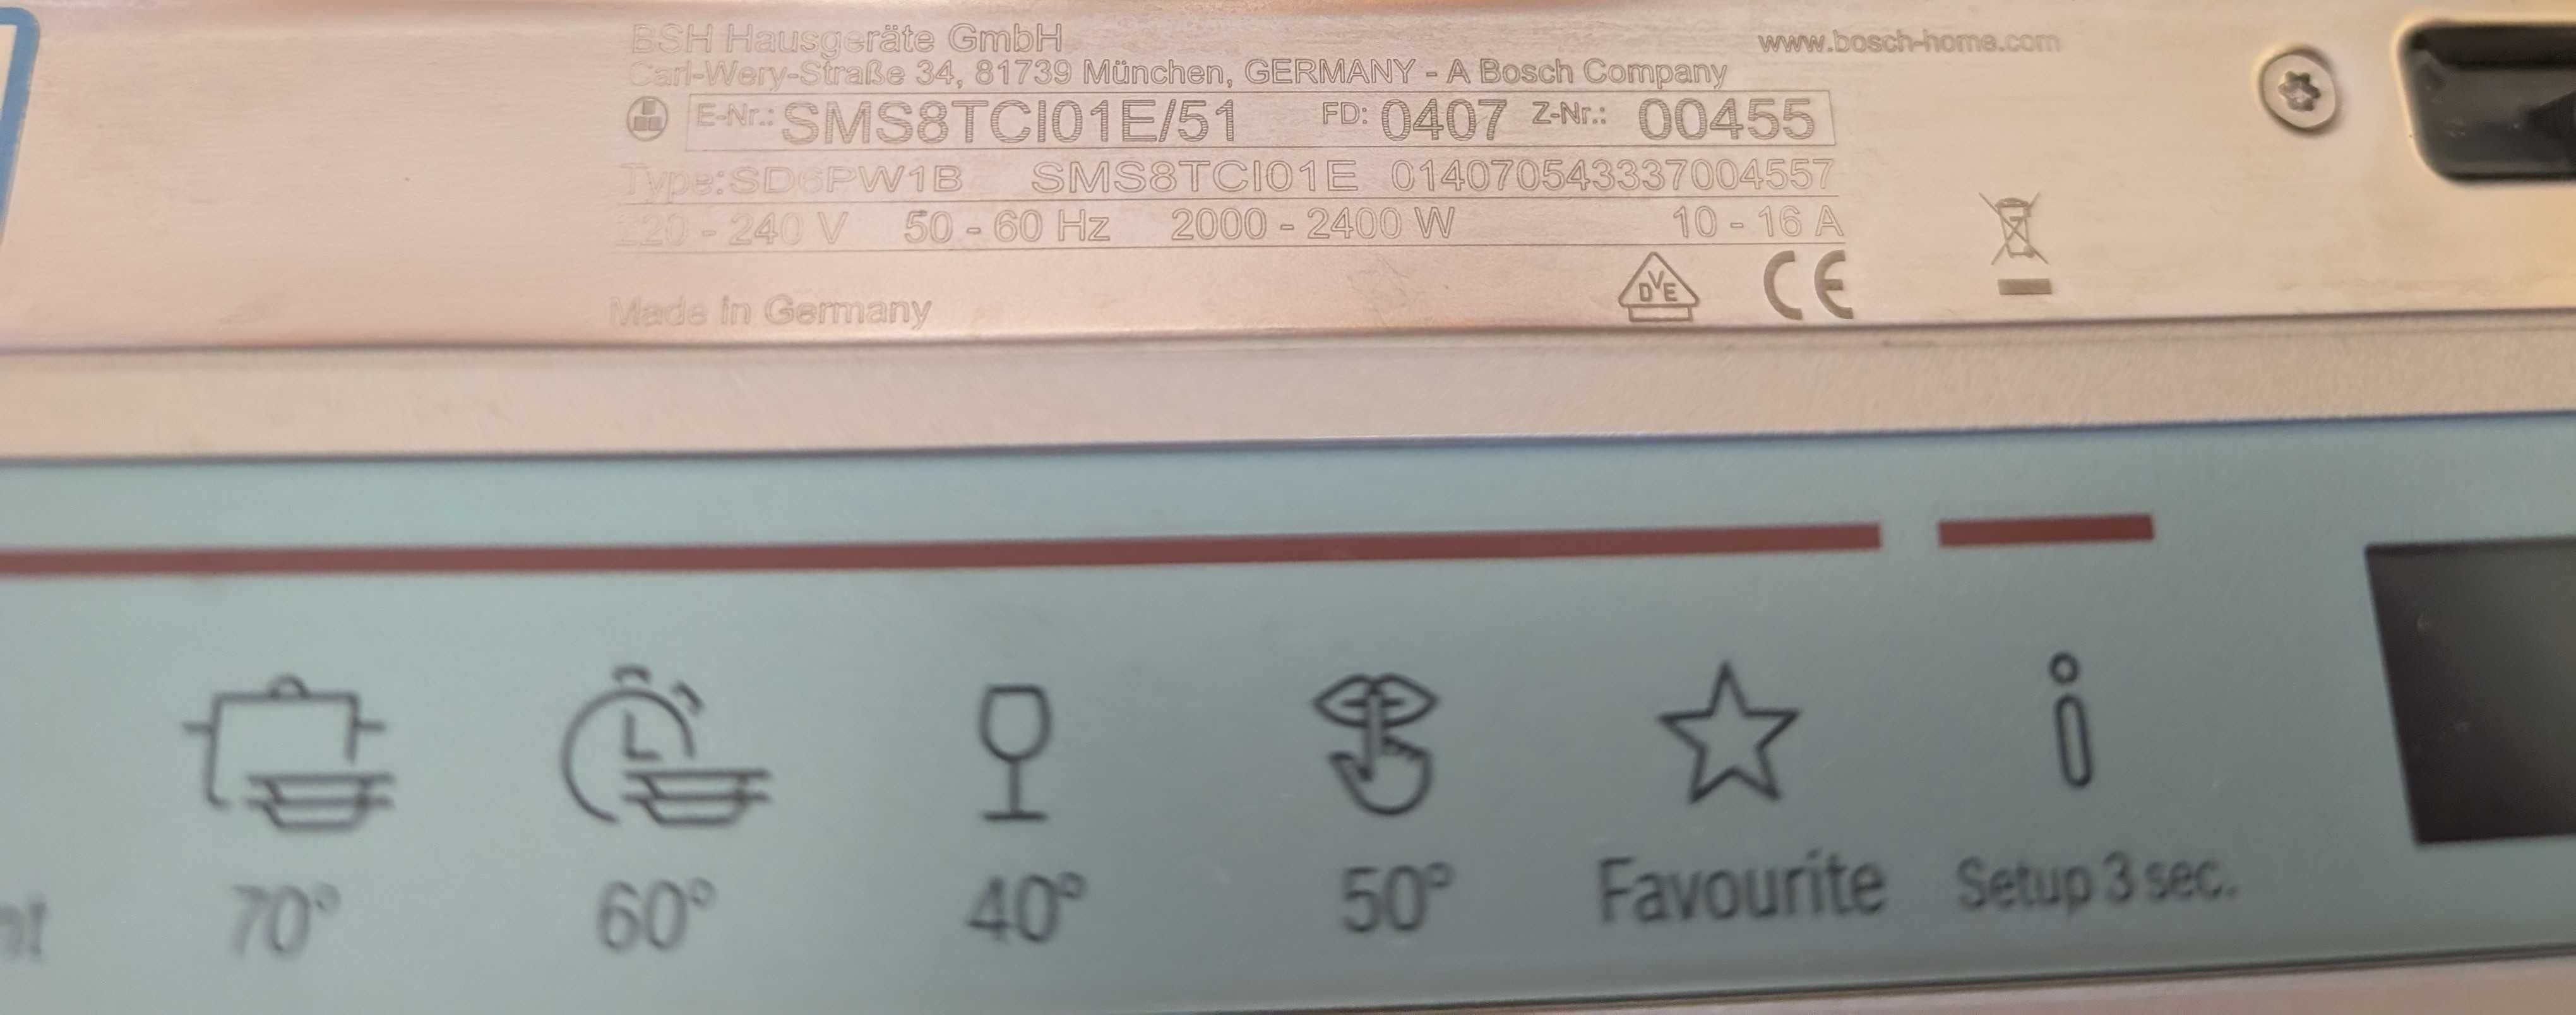 BSH Hausgeräte GmbH www.bosch-home.com
Carl-Wery-Straße 34, 81739 München, GERMANY - A Bosch Company
E-Nr.: SMS8TCI01E/51 FD: 0407 Z-Nr.: 00455
Type: SD6PW1B SMS8TCI01E 014070543337004557
220 - 240 V 50 - 60 Hz 2000 - 2400 W 10 - 16 A
DVE CE
Made in Germany
70° 60° 40° 50° Favourite Setup 3 sec.